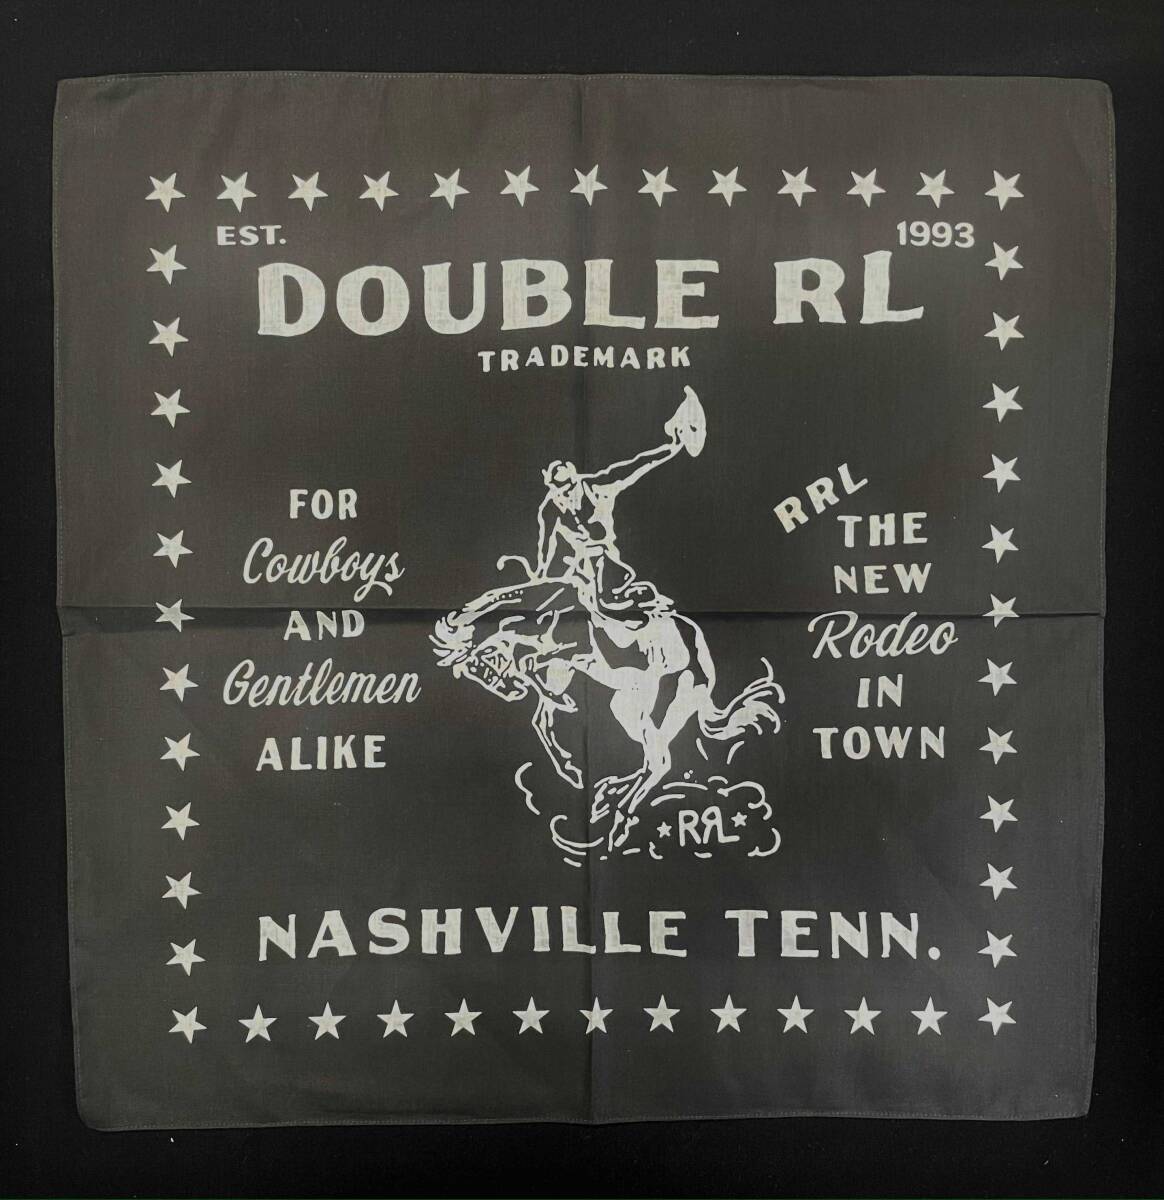 EST. 1993
DOUBLE RL
TRADEMARK
FOR
Cowboys
AND
Gentlemen
ALIKE
RRL
THE
NEW
Rodeo
IN
TOWN
RRL
NASHVILLE TENN.